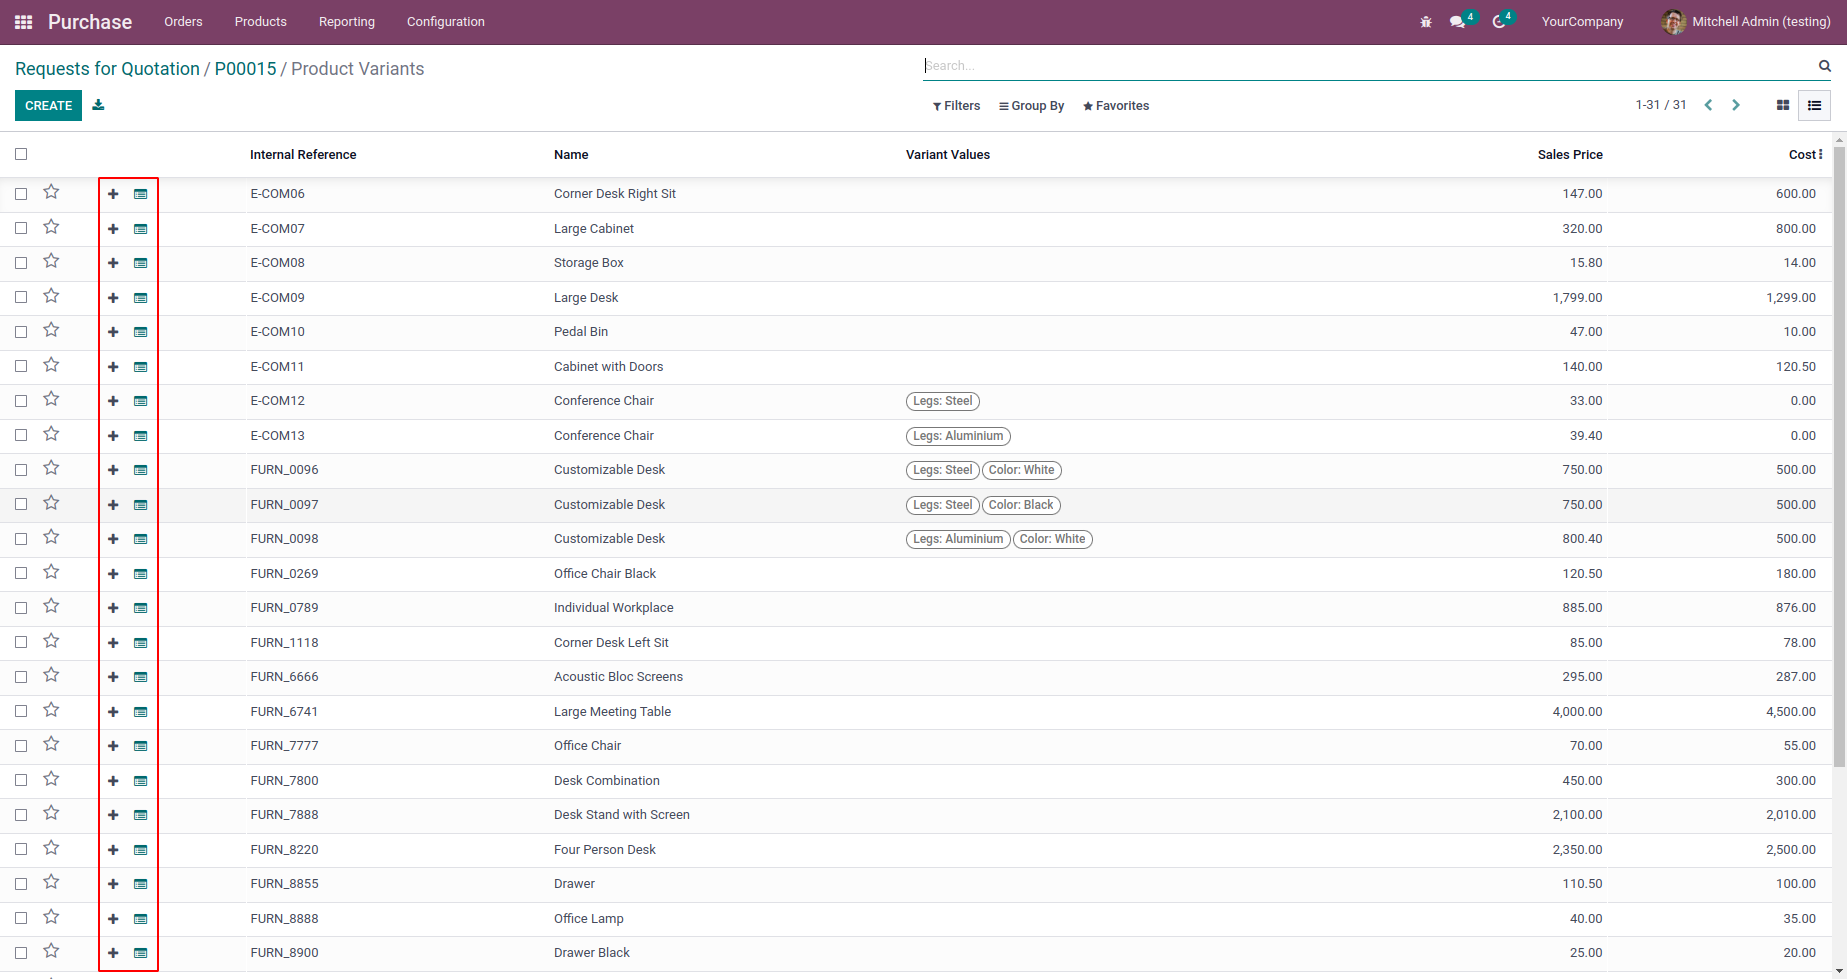 Purchase Orders Products Reporting Configuration 4 4 YourCompany Mitchell Admin (testing)
Requests for Quotation / P00015 / Product Variants Search...
CREATE Filters Group By Favorites 1-31 / 31
Internal Reference Name Variant Values Sales Price Cost
E-COM06 Corner Desk Right Sit 147.00 600.00
E-COM07 Large Cabinet 320.00 800.00
E-COM08 Storage Box 15.80 14.00
E-COM09 Large Desk 1,799.00 1,299.00
E-COM10 Pedal Bin 47.00 10.00
E-COM11 Cabinet with Doors 140.00 120.50
E-COM12 Conference Chair Legs: Steel 33.00 0.00
E-COM13 Conference Chair Legs: Aluminium 39.40 0.00
FURN_0096 Customizable Desk Legs: Steel Color: White 750.00 500.00
FURN_0097 Customizable Desk Legs: Steel Color: Black 750.00 500.00
FURN_0098 Customizable Desk Legs: Aluminium Color: White 800.40 500.00
FURN_0269 Office Chair Black 120.50 180.00
FURN_0789 Individual Workplace 885.00 876.00
FURN_1118 Corner Desk Left Sit 85.00 78.00
FURN_6666 Acoustic Bloc Screens 295.00 287.00
FURN_6741 Large Meeting Table 4,000.00 4,500.00
FURN_7777 Office Chair 70.00 55.00
FURN_7800 Desk Combination 450.00 300.00
FURN_7888 Desk Stand with Screen 2,100.00 2,010.00
FURN_8220 Four Person Desk 2,350.00 2,500.00
FURN_8855 Drawer 110.50 100.00
FURN_8888 Office Lamp 40.00 35.00
FURN_8900 Drawer Black 25.00 20.00